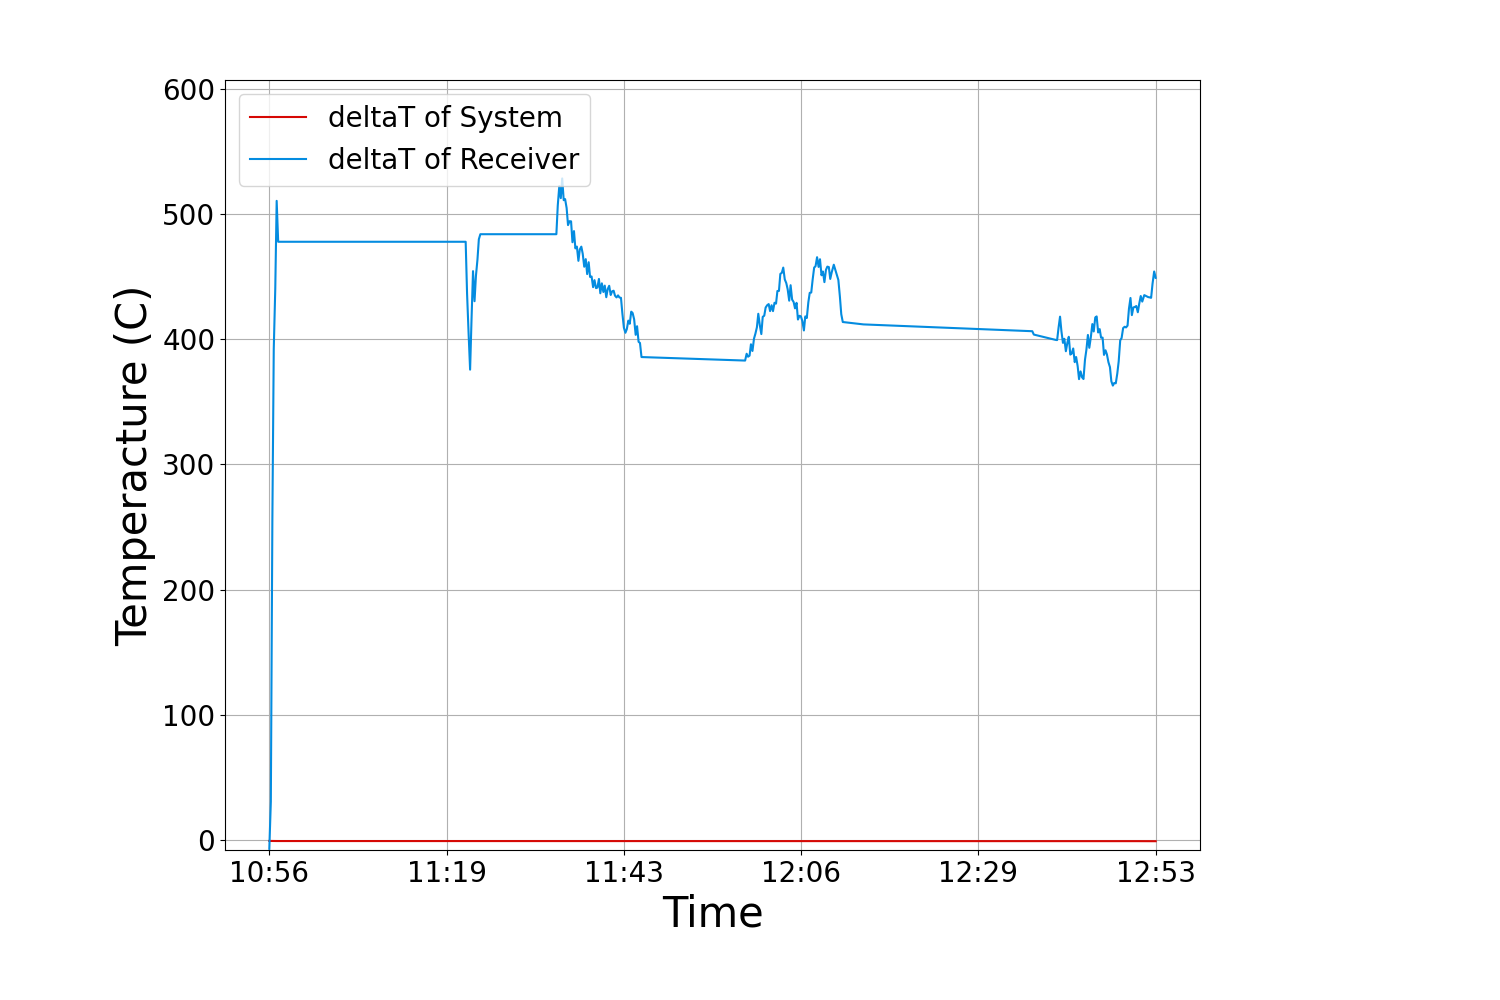 600
500
400
300
200
100
0
Temperacture (C)
deltaT of System
deltaT of Receiver
10:56 11:19 11:43 12:06 12:29 12:53
Time